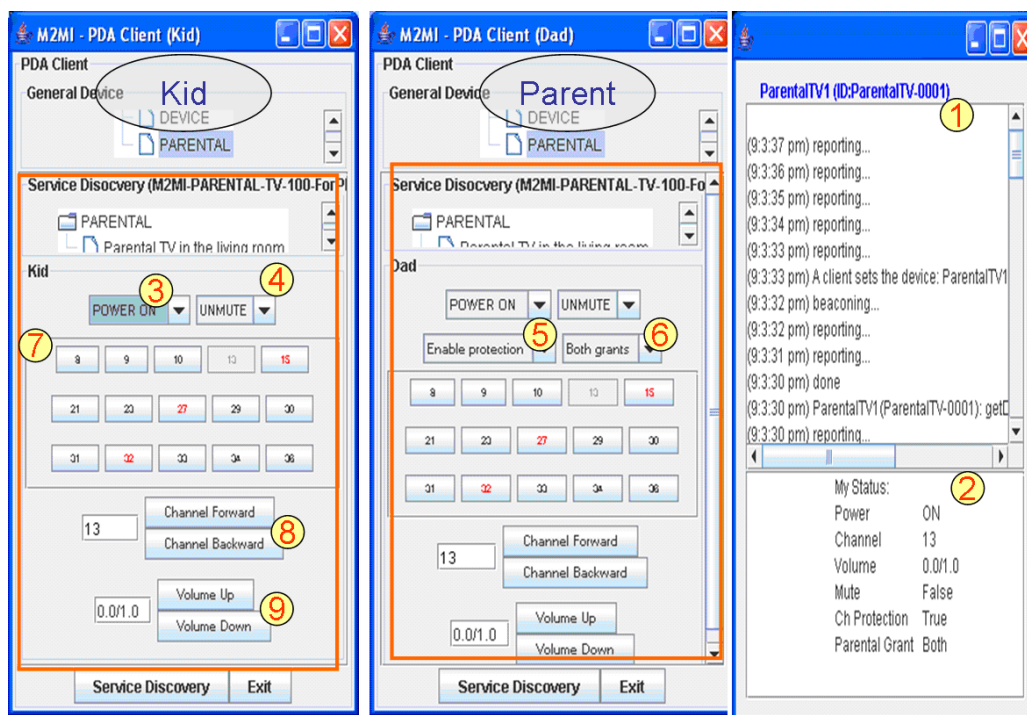 M2MI - PDA Client (Kid)
PDA Client
General Device
Kid
DEVICE
PARENTAL
Service Disocvery (M2MI-PARENTAL-TV-100-ForP
PARENTAL
Parental TV in the living room
Kid
3
4
POWER ON
UNMUTE
7
8 9 10 13 15
21 23 27 29 30
31 32 33 34 36
13
Channel Forward
Channel Backward
8
0.0/1.0
Volume Up
Volume Down
9
Service Discovery
Exit
M2MI - PDA Client (Dad)
PDA Client
General Device
Parent
DEVICE
PARENTAL
Service Disocvery (M2MI-PARENTAL-TV-100-Fo
PARENTAL
Parental TV in the living room
Dad
POWER ON
UNMUTE
5
6
Enable protection
Both grants
8 9 10 13 15
21 23 27 29 30
31 32 33 34 36
13
Channel Forward
Channel Backward
0.0/1.0
Volume Up
Volume Down
Service Discovery
Exit
ParentalTV1 (ID:ParentalTV-0001)
1
(9:3:37 pm) reporting...
(9:3:36 pm) reporting...
(9:3:35 pm) reporting...
(9:3:34 pm) reporting...
(9:3:33 pm) reporting...
(9:3:33 pm) A client sets the device: ParentalTV1
(9:3:32 pm) beaconing...
(9:3:32 pm) reporting...
(9:3:31 pm) reporting...
(9:3:30 pm) done
(9:3:30 pm) ParentalTV1(ParentalTV-0001): get
(9:3:30 pm) reporting...
My Status:
2
Power ON
Channel 13
Volume 0.0/1.0
Mute False
Ch Protection True
Parental Grant Both